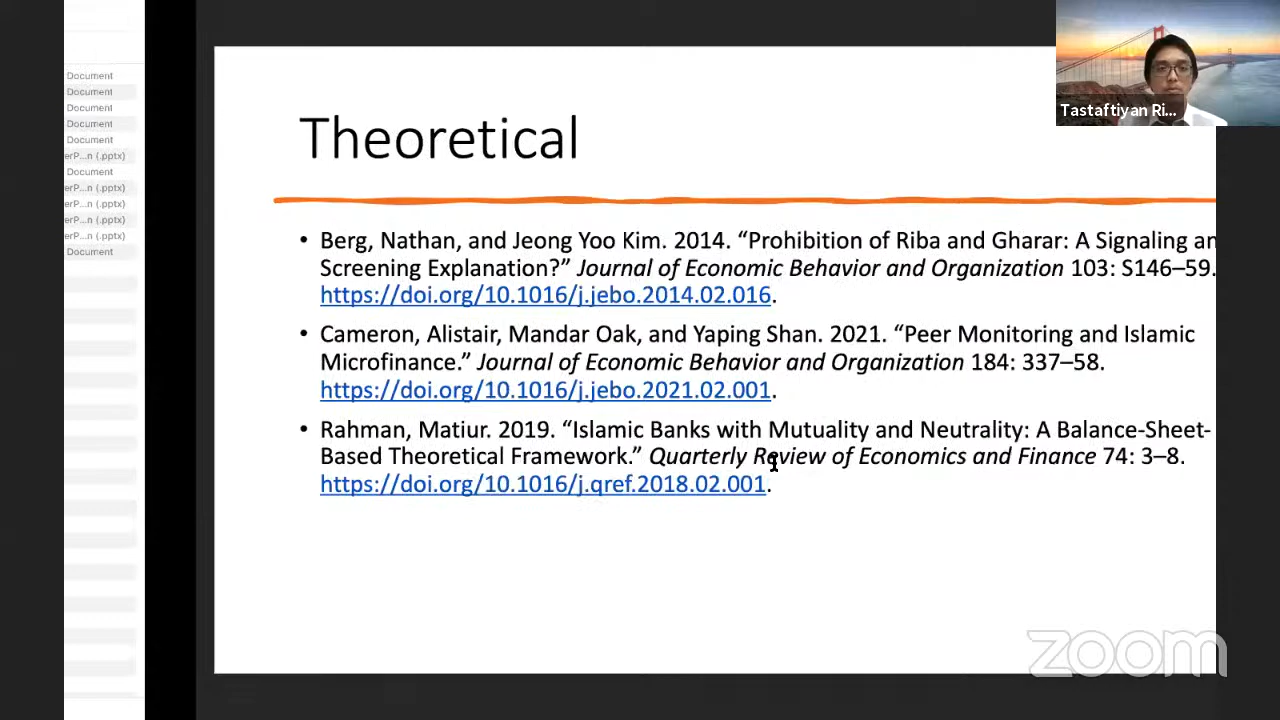 Document
Document
Document
Document
Document
erP...n (.pptx)
Document
erP...n (.pptx)
erP...n (.pptx)
erP...n (.pptx)
erP...n (.pptx)
Document
Tastaftiyan Ri...
Theoretical
• Berg, Nathan, and Jeong Yoo Kim. 2014. “Prohibition of Riba and Gharar: A Signaling an
Screening Explanation?” Journal of Economic Behavior and Organization 103: S146–59.
https://doi.org/10.1016/j.jebo.2014.02.016.
• Cameron, Alistair, Mandar Oak, and Yaping Shan. 2021. “Peer Monitoring and Islamic
Microfinance.” Journal of Economic Behavior and Organization 184: 337–58.
https://doi.org/10.1016/j.jebo.2021.02.001.
• Rahman, Matiur. 2019. “Islamic Banks with Mutuality and Neutrality: A Balance-Sheet-
Based Theoretical Framework.” Quarterly Review of Economics and Finance 74: 3–8.
https://doi.org/10.1016/j.qref.2018.02.001.
zoom